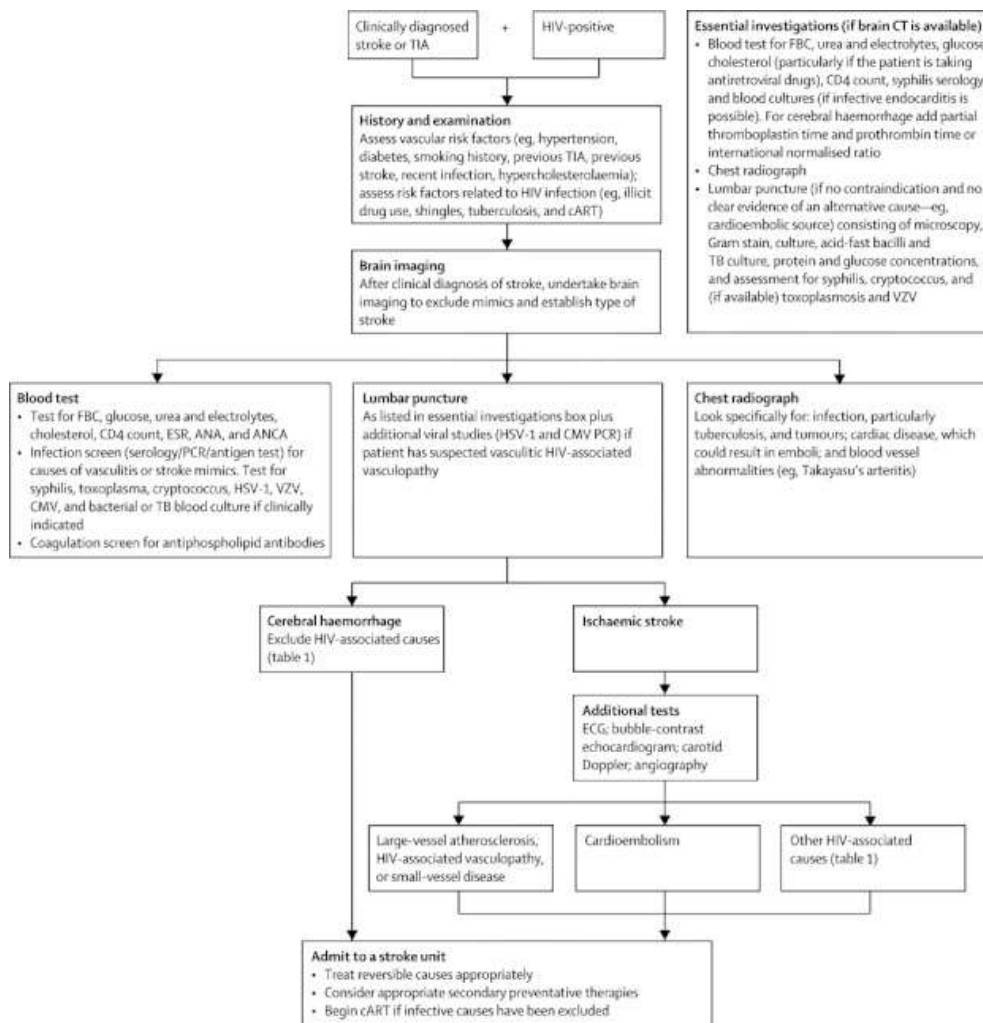 Clinically diagnosed
stroke or TIA
+
HIV-positive
Essential investigations (if brain CT is available)
• Blood test for FBC, urea and electrolytes, glucose
cholesterol (particularly if the patient is taking
antiretroviral drugs), CD4 count, syphilis serology
and blood cultures (if infective endocarditis is
possible). For cerebral haemorrhage add partial
thromboplastin time and prothrombin time or
international normalised ratio
• Chest radiograph
• Lumbar puncture (if no contraindication and no
clear evidence of an alternative cause—eg,
cardioembolic source) consisting of microscopy,
Gram stain, culture, acid-fast bacilli and
TB culture, protein and glucose concentrations,
and assessment for syphilis, cryptococcus, and
(if available) toxoplasmosis and VZV
History and examination
Assess vascular risk factors (eg, hypertension,
diabetes, smoking history, previous TIA, previous
stroke, recent infection, hypercholesterolaemia);
assess risk factors related to HIV infection (eg, illicit
drug use, shingles, tuberculosis, and cART)
Brain imaging
After clinical diagnosis of stroke, undertake brain
imaging to exclude mimics and establish type of
stroke
Blood test
• Test for FBC, glucose, urea and electrolytes,
cholesterol, CD4 count, ESR, ANA, and ANCA
• Infection screen (serology/PCR/antigen test) for
causes of vasculitis or stroke mimics. Test for
syphilis, toxoplasma, cryptococcus, HSV-1, VZV,
CMV, and bacterial or TB blood culture if clinically
indicated
• Coagulation screen for antiphospholipid antibodies
Lumbar puncture
As listed in essential investigations box plus
additional viral studies (HSV-1 and CMV PCR) if
patient has suspected vasculitic HIV-associated
vasculopathy
Chest radiograph
Look specifically for: infection, particularly
tuberculosis, and tumours; cardiac disease, which
could result in emboli; and blood vessel
abnormalities (eg, Takayasu's arteritis)
Cerebral haemorrhage
Exclude HIV-associated causes
(table 1)
Ischaemic stroke
Additional tests
ECG; bubble-contrast
echocardiogram; carotid
Doppler; angiography
Large-vessel atherosclerosis,
HIV-associated vasculopathy,
or small-vessel disease
Cardioembolism
Other HIV-associated
causes (table 1)
Admit to a stroke unit
• Treat reversible causes appropriately
• Consider appropriate secondary preventative therapies
• Begin cART if infective causes have been excluded